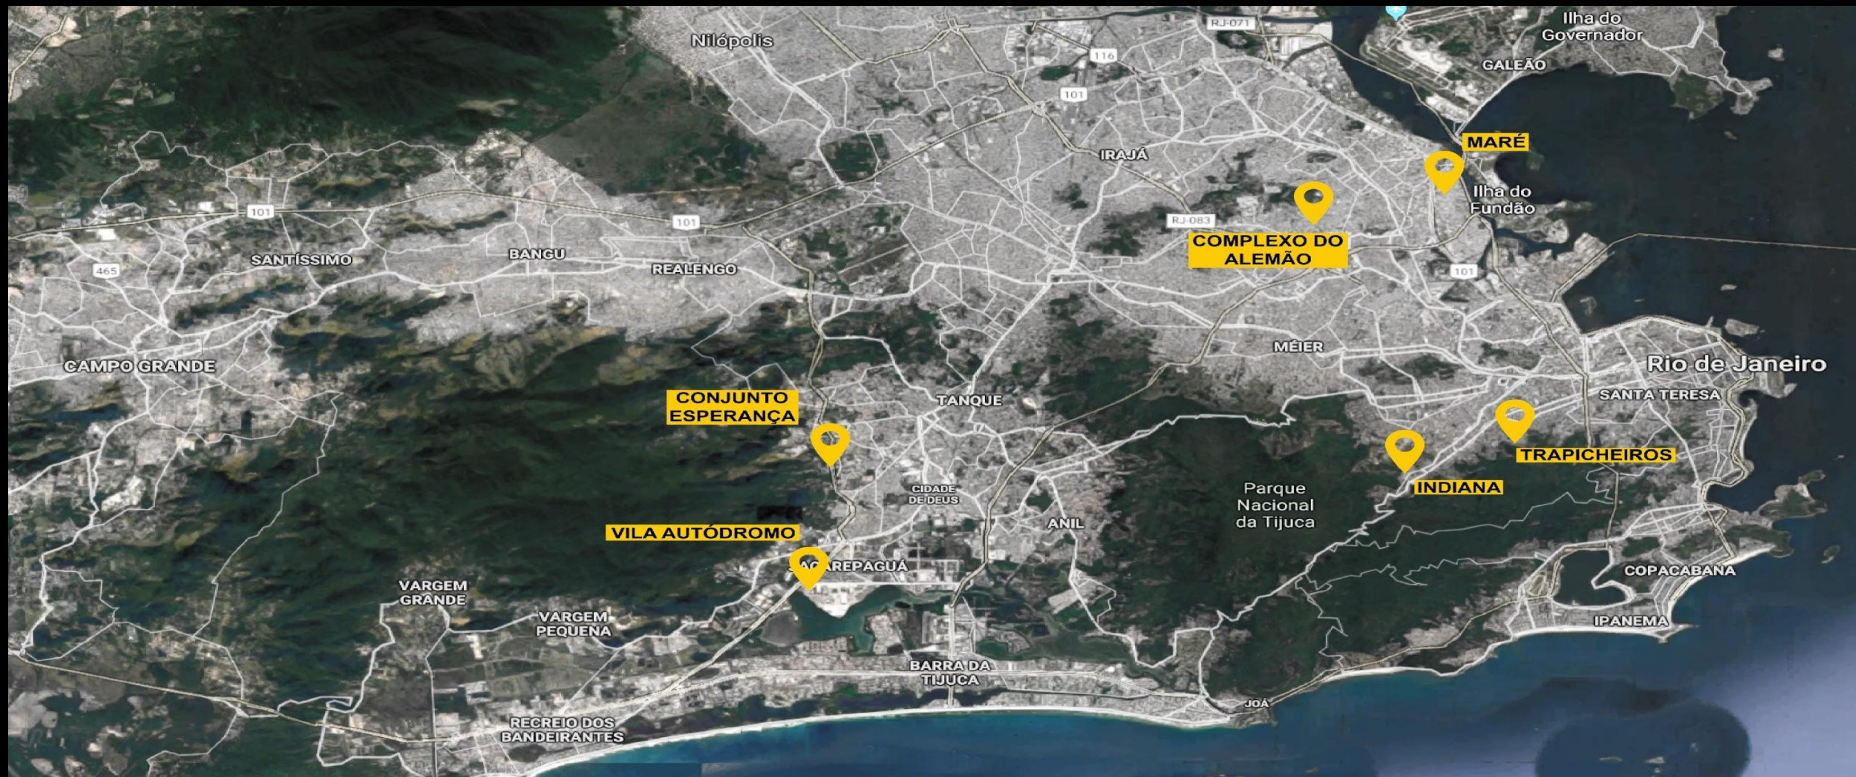 Ilha do
Governador
RJ-071
Nilópolis
116
GALEÃO
101
MARÉ
IRAJÁ
Ilha do
Fundão
101
101
RJ-083
COMPLEXO DO
ALEMÃO
BANGU
SANTÍSSIMO
REALENGO
465
101
MÉIER
Rio de Janeiro
CAMPO GRANDE
SANTA TERESA
CONJUNTO
ESPERANÇA
TANQUE
TRAPICHEIROS
INDIANA
CIDADE
DE DEUS
Parque
Nacional
da Tijuca
ANIL
VILA AUTÓDROMO
JACAREPAGUÁ
COPACABANA
VARGEM
GRANDE
VARGEM
PEQUENA
IPANEMA
BARRA DA
TIJUCA
JOÁ
RECREIO DOS
BANDEIRANTES